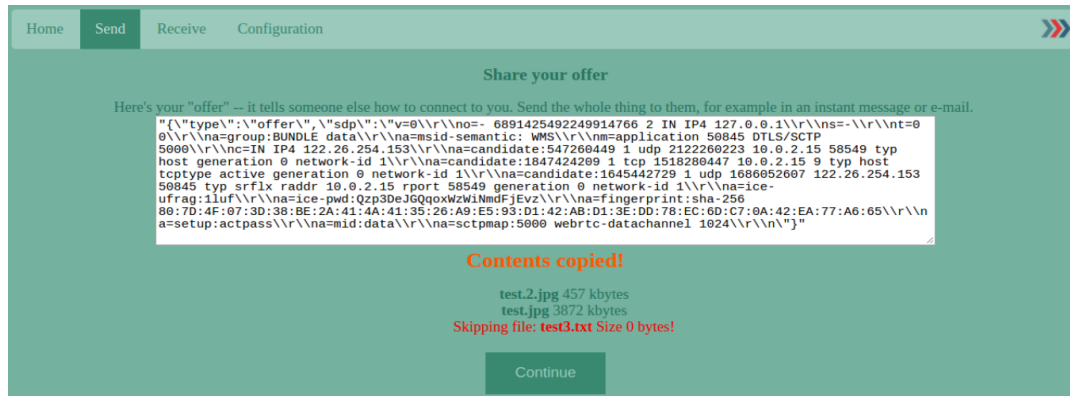 Home Send Receive Configuration
Share your offer
Here's your "offer" -- it tells someone else how to connect to you. Send the whole thing to them, for example in an instant message or e-mail.
"{\"type\":\"offer\",\"sdp\":\"v=0\\r\\no=- 6891425492249914766 2 IN IP4 127.0.0.1\\r\\ns=-\\r\\nt=0
0\\r\\na=group:BUNDLE data\\r\\na=msid-semantic: WMS\\r\\nm=application 50845 DTLS/SCTP
5000\\r\\nc=IN IP4 122.26.254.153\\r\\na=candidate:547260449 1 udp 2122260223 10.0.2.15 58549 typ
host generation 0 network-id 1\\r\\na=candidate:1847424209 1 tcp 1518280447 10.0.2.15 9 typ host
tcptype active generation 0 network-id 1\\r\\na=candidate:1645442729 1 udp 1686052607 122.26.254.153
50845 typ srflx raddr 10.0.2.15 rport 58549 generation 0 network-id 1\\r\\na=ice-
ufrag:1luf\\r\\na=ice-pwd:Qzp3DeJGQqoxWzWiNmdFjEvz\\r\\na=fingerprint:sha-256
80:7D:4F:07:3D:38:BE:2A:41:4A:41:35:26:A9:E5:93:D1:42:AB:D1:3E:DD:78:EC:6D:C7:0A:42:EA:77:A6:65\\r\\n
a=setup:actpass\\r\\na=mid:data\\r\\na=sctpmap:5000 webrtc-datachannel 1024\\r\\n\"}"
Contents copied!
test.2.jpg 457 kbytes
test.jpg 3872 kbytes
Skipping file: test3.txt Size 0 bytes!
Continue